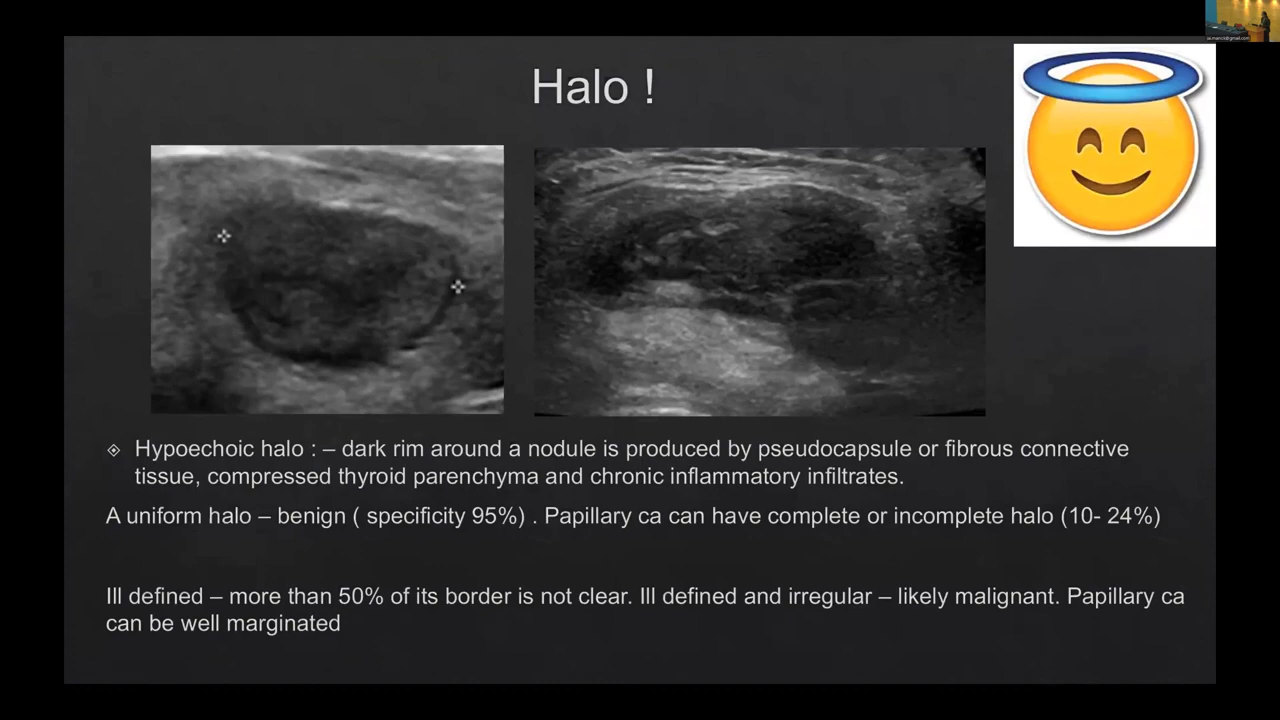 Halo !
Hypoechoic halo : – dark rim around a nodule is produced by pseudocapsule or fibrous connective
tissue, compressed thyroid parenchyma and chronic inflammatory infiltrates.
A uniform halo – benign ( specificity 95%) . Papillary ca can have complete or incomplete halo (10- 24%)
Ill defined – more than 50% of its border is not clear. Ill defined and irregular – likely malignant. Papillary ca
can be well marginated